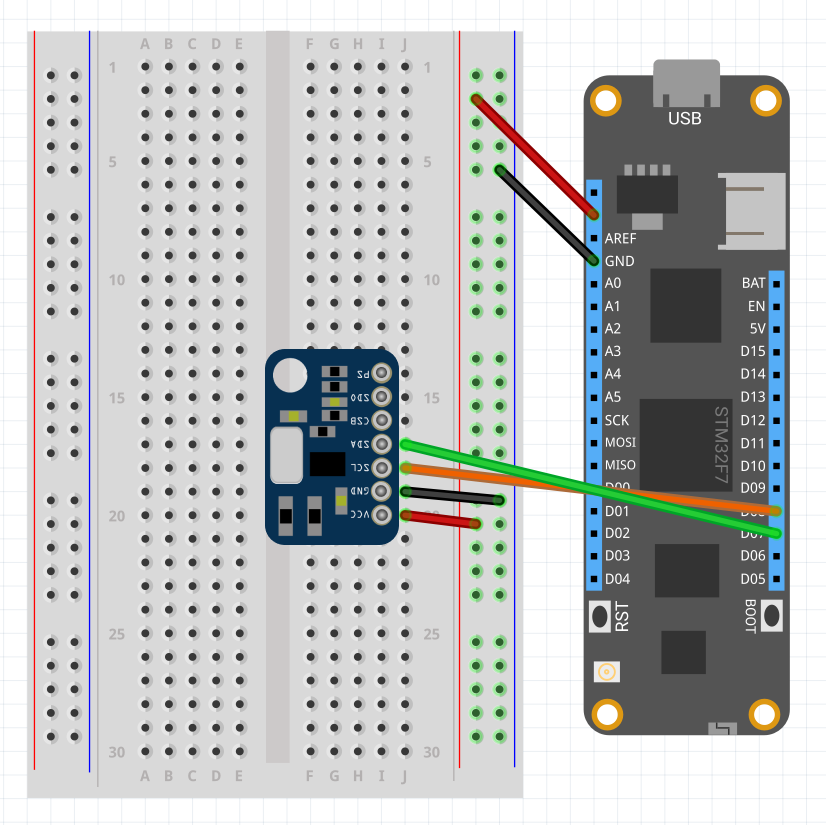 A B C D E F G H I J
1 1
5 5
10 10
15 15
20
25 25
30 30
A B C D E F G H I J
PS
SDO
CSB
SDA
SCL
GND
VCC
USB
AREF
GND
A0
A1
A2
A3
A4
A5
SCK
MOSI
MISO
D00
D01
D02
D03
D04
BAT
EN
5V
D15
D14
D13
D12
D11
D10
D09
D08
D07
D06
D05
STM32F7
RST
BOOT